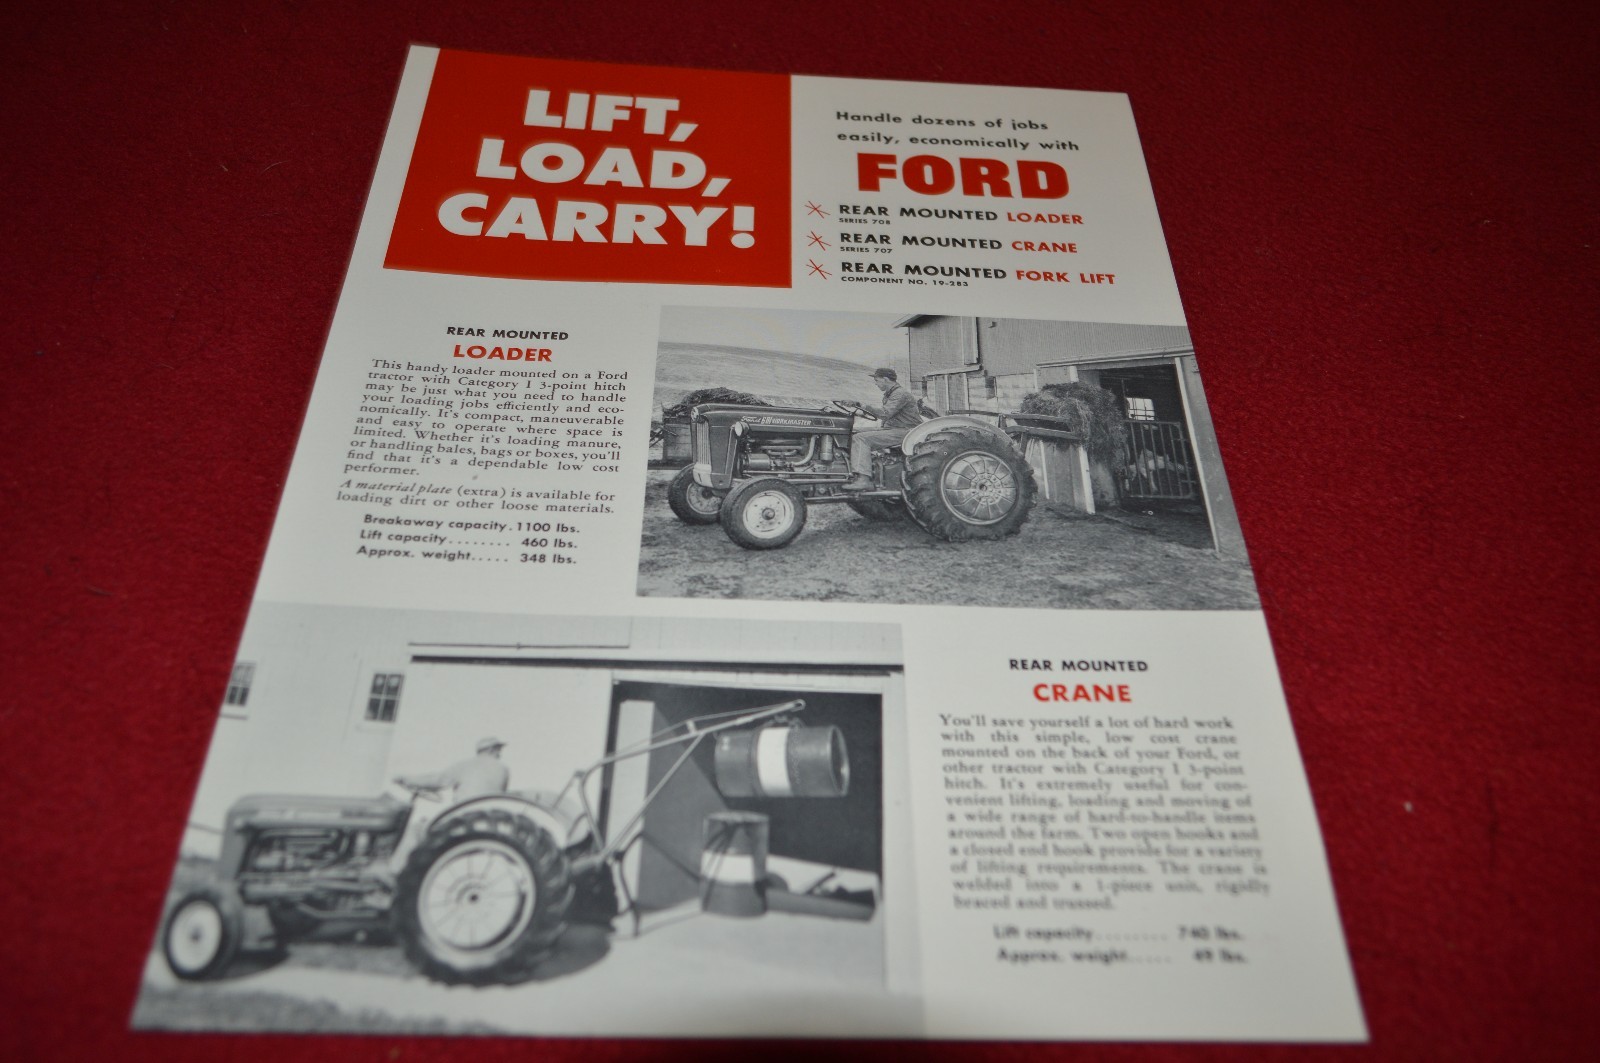 LIFT,
LOAD,
CARRY!
Handle dozens of jobs
easily, economically with
FORD
REAR MOUNTED LOADER
SERIES 708
REAR MOUNTED CRANE
SERIES 707
REAR MOUNTED FORK LIFT
COMPONENT NO. 19-283
REAR MOUNTED
LOADER
This handy loader mounted on a Ford
tractor with Category I 3-point hitch
may be just what you need to handle
your loading jobs efficiently and eco-
nomically. It's compact, maneuverable
and easy to operate where space is
limited. Whether it's loading manure,
or handling bales, bags or boxes, you'll
find that it's a dependable low cost
performer.
A material plate (extra) is available for
loading dirt or other loose materials.
Breakaway capacity . 1100 lbs.
Lift capacity........ 460 lbs.
Approx. weight..... 348 lbs.
WORKMASTER
REAR MOUNTED
CRANE
You'll save yourself a lot of hard work
with this simple, low cost crane
mounted on the back of your Ford, or
other tractor with Category I 3-point
hitch. It's extremely useful for con-
venient lifting, loading and moving of
a wide range of hard-to-handle items
around the farm. Two open hooks and
a closed end hook provide for a variety
of lifting requirements. The crane is
welded into a 1-piece unit, rigidly
braced and trussed.
Lift capacity......... 740 lbs.
Approx. weight..... lbs.